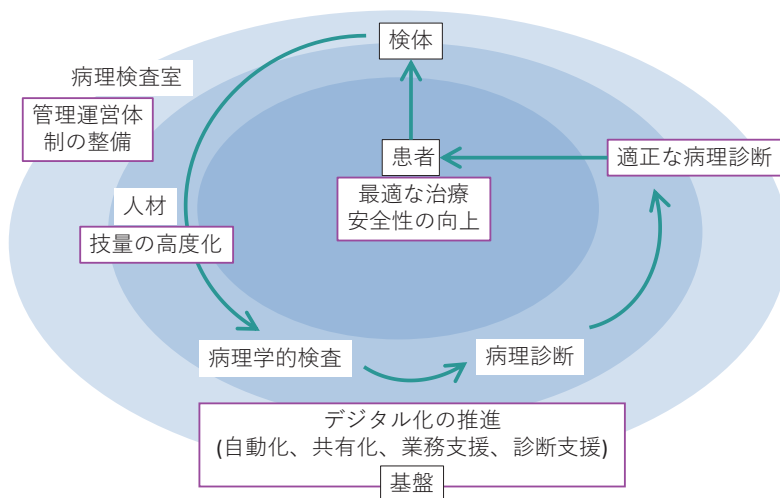 検体
病理検査室
管理運営体
制の整備
患者
適正な病理診断
最適な治療
安全性の向上
人材
技量の高度化
病理学的検査
病理診断
デジタル化の推進
(自動化、共有化、業務支援、診断支援)
基盤